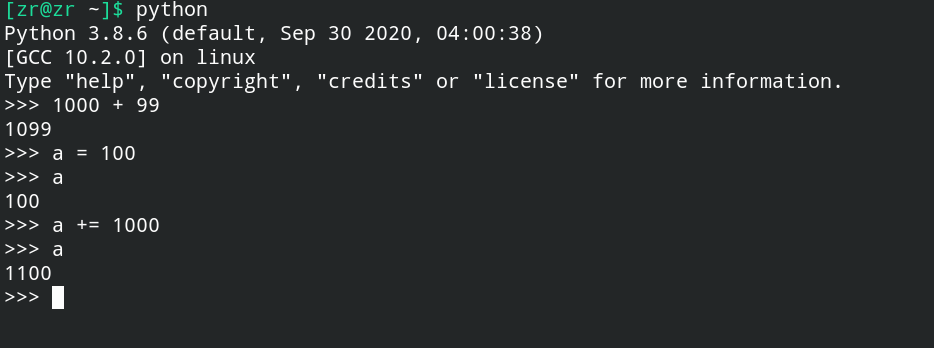 [zr@zr ~]$ python
Python 3.8.6 (default, Sep 30 2020, 04:00:38)
[GCC 10.2.0] on linux
Type "help", "copyright", "credits" or "license" for more information.
>>> 1000 + 99
1099
>>> a = 100
>>> a
100
>>> a += 1000
>>> a
1100
>>>